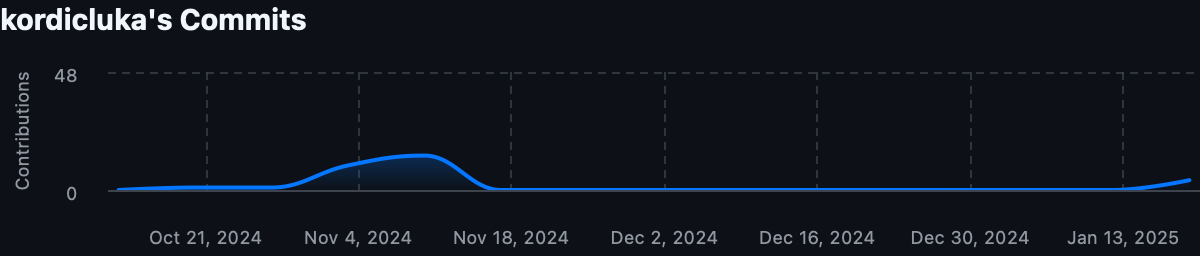 kordicluka's Commits
Contributions
48
0
Oct 21, 2024 Nov 4, 2024 Nov 18, 2024 Dec 2, 2024 Dec 16, 2024 Dec 30, 2024 Jan 13, 2025